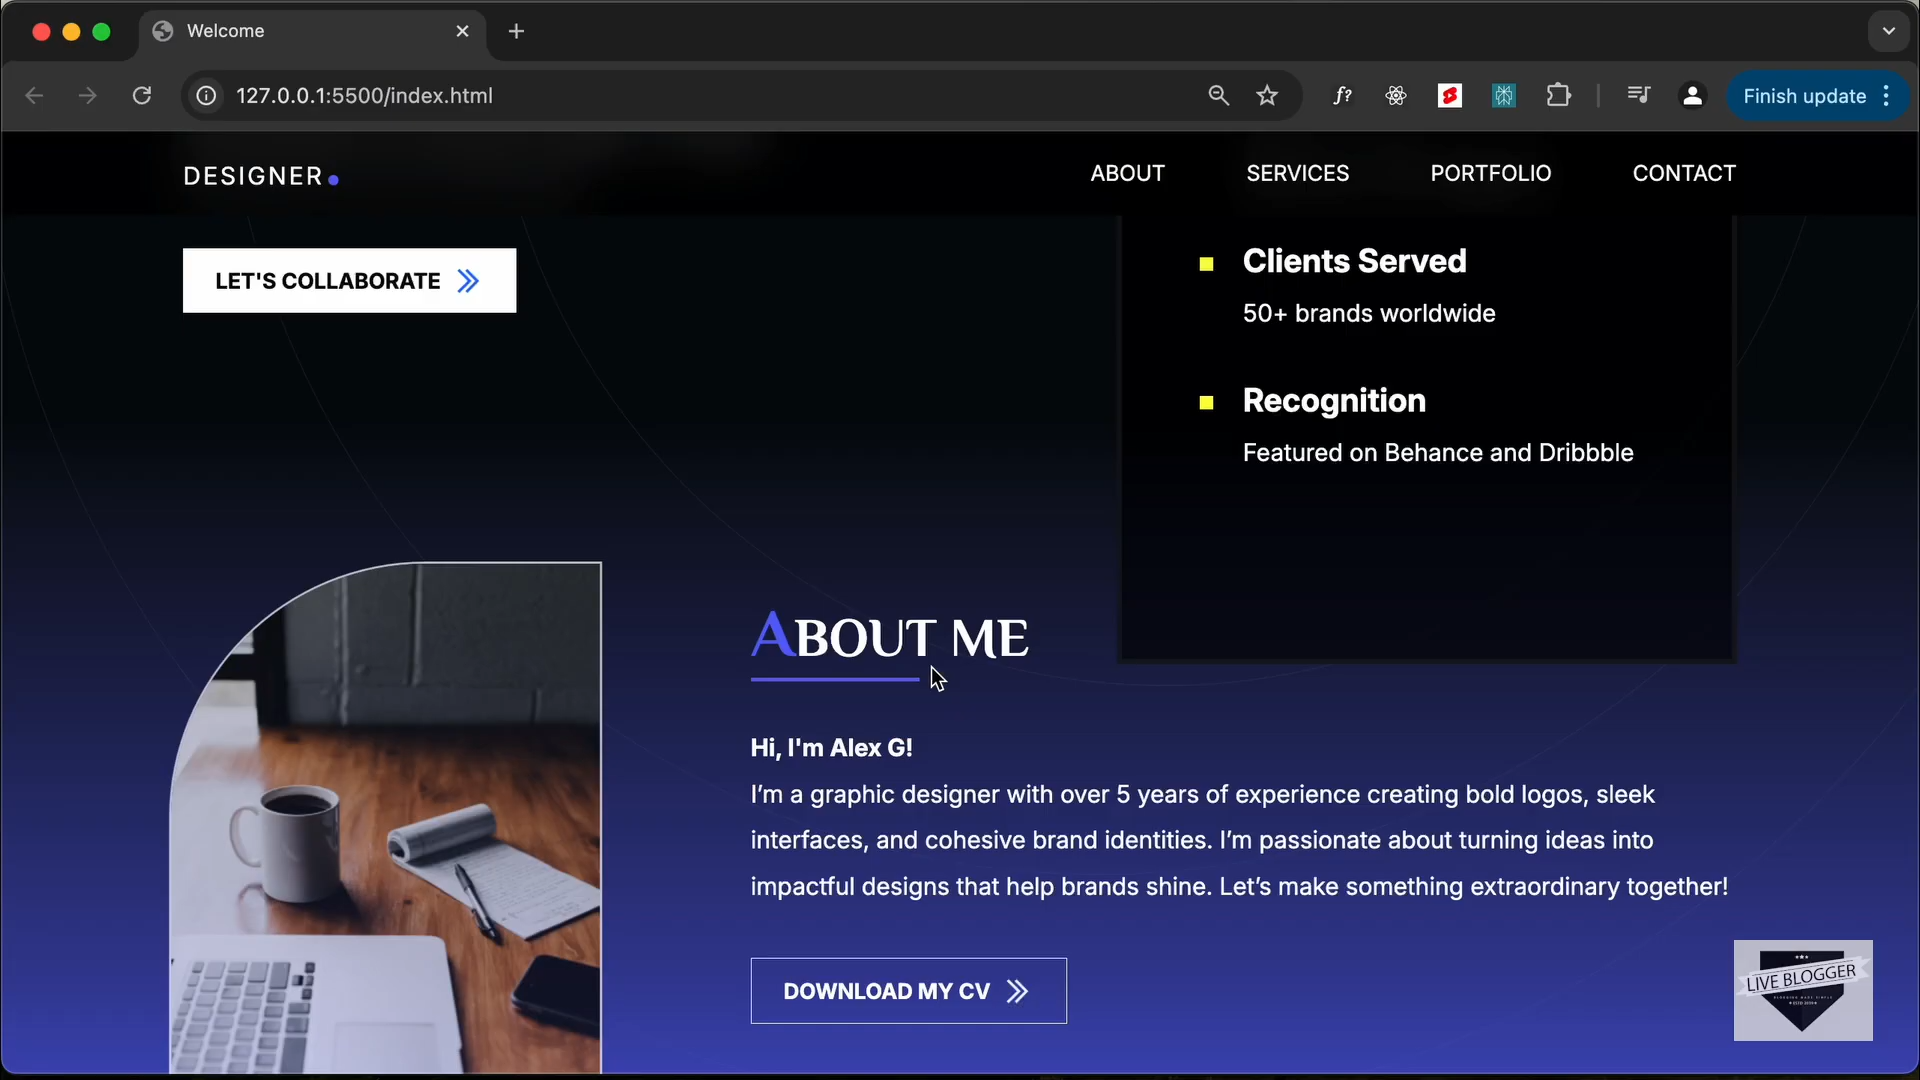 Welcome
127.0.0.1:5500/index.html
f?
Finish update
DESIGNER
ABOUT
SERVICES
PORTFOLIO
CONTACT
LET'S COLLABORATE
Clients Served
50+ brands worldwide
Recognition
Featured on Behance and Dribbble
ABOUT ME
Hi, I'm Alex G!
I’m a graphic designer with over 5 years of experience creating bold logos, sleek
interfaces, and cohesive brand identities. I’m passionate about turning ideas into
impactful designs that help brands shine. Let’s make something extraordinary together!
DOWNLOAD MY CV
LIVE BLOGGER